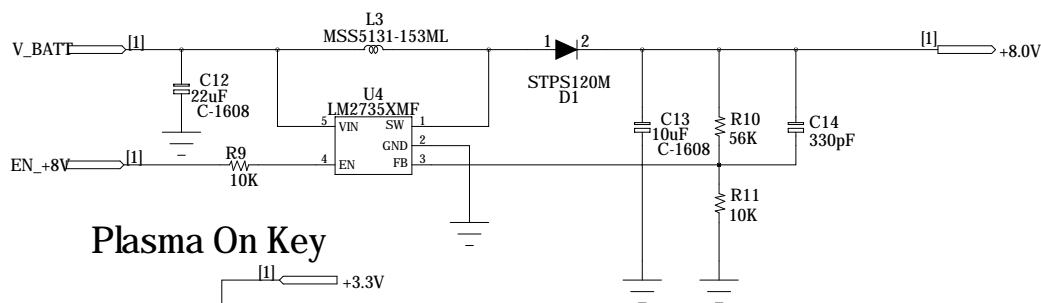 L3
MSS5131-153ML
V_BATT
[1]
1
2
[1]
+8.0V
STPS120M
D1
C12
22uF
C-1608
U4
LM2735XMF
5
VIN
SW
1
GND
2
EN_+8V
[1]
R9
10K
4
EN
FB
3
C13
10uF
C-1608
R10
56K
C14
330pF
R11
10K
Plasma On Key
[1]
+3.3V